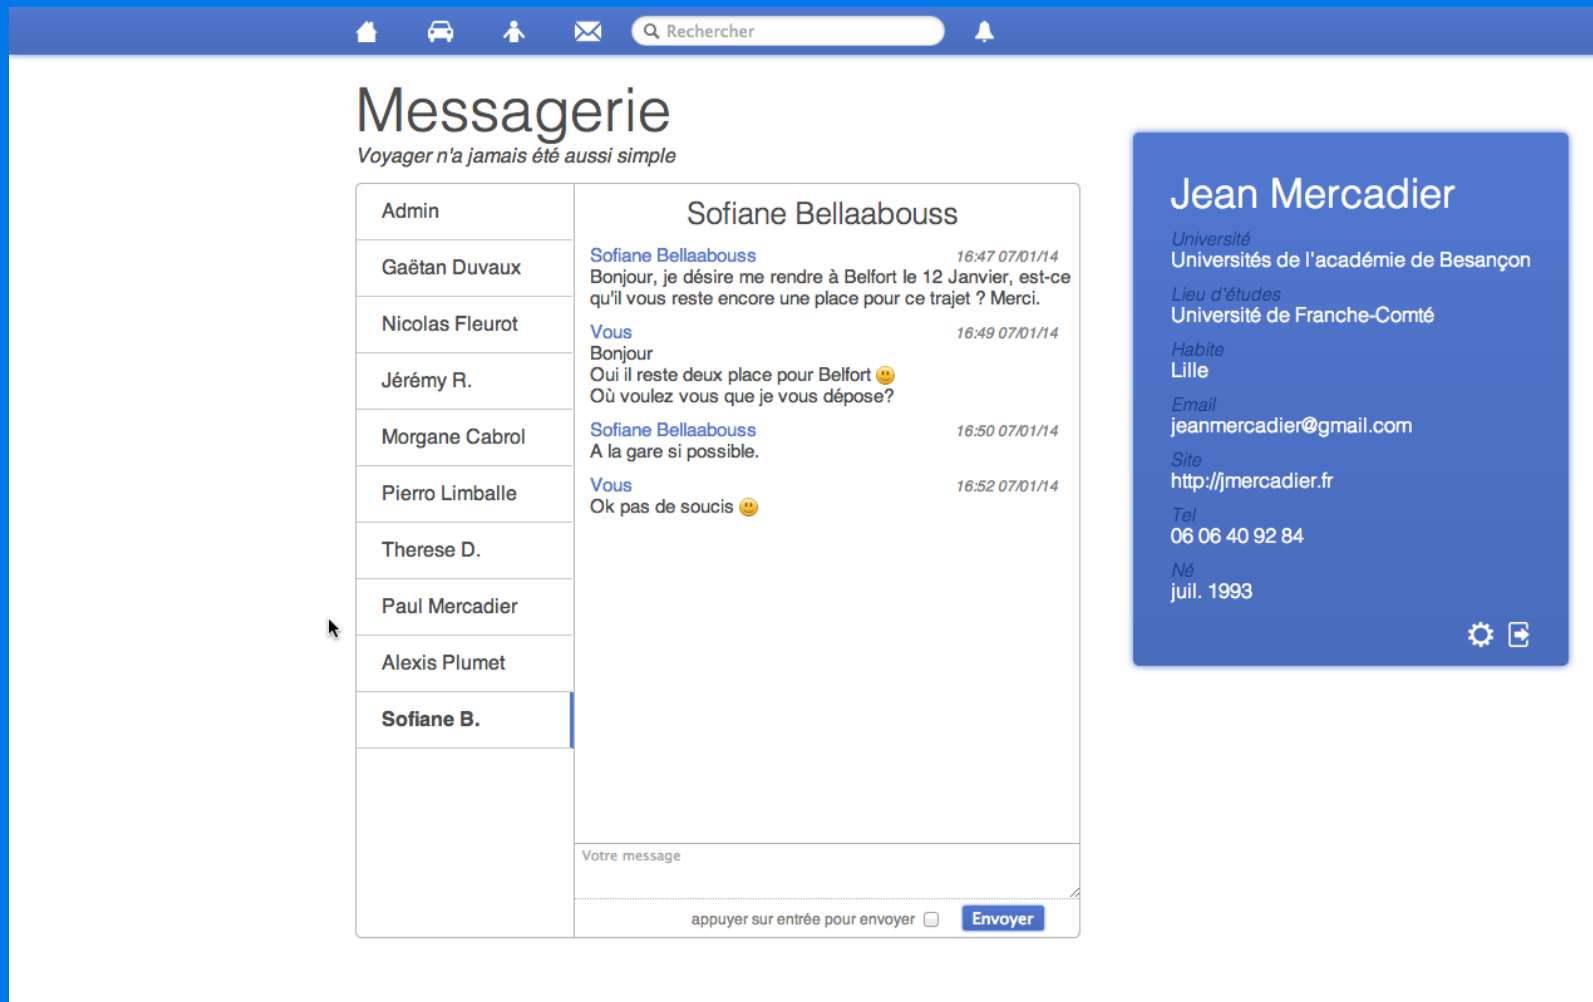 Rechercher
Messagerie
Voyager n'a jamais été aussi simple
Admin
Gaëtan Duvaux
Nicolas Fleurot
Jérémy R.
Morgane Cabrol
Pierro Limballe
Therese D.
Paul Mercadier
Alexis Plumet
Sofiane B.
Sofiane Bellaabouss
Sofiane Bellaabouss 16:47 07/01/14
Bonjour, je désire me rendre à Belfort le 12 Janvier, est-ce
qu'il vous reste encore une place pour ce trajet ? Merci.
Vous 16:49 07/01/14
Bonjour
Oui il reste deux place pour Belfort 🙂
Où voulez vous que je vous dépose?
Sofiane Bellaabouss 16:50 07/01/14
A la gare si possible.
Vous 16:52 07/01/14
Ok pas de soucis 🙂
Votre message
appuyer sur entrée pour envoyer
Envoyer
Jean Mercadier
Université
Universités de l'académie de Besançon
Lieu d'études
Université de Franche-Comté
Habite
Lille
Email
jeanmercadier@gmail.com
Site
http://jmercadier.fr
Tel
06 06 40 92 84
Né
juil. 1993